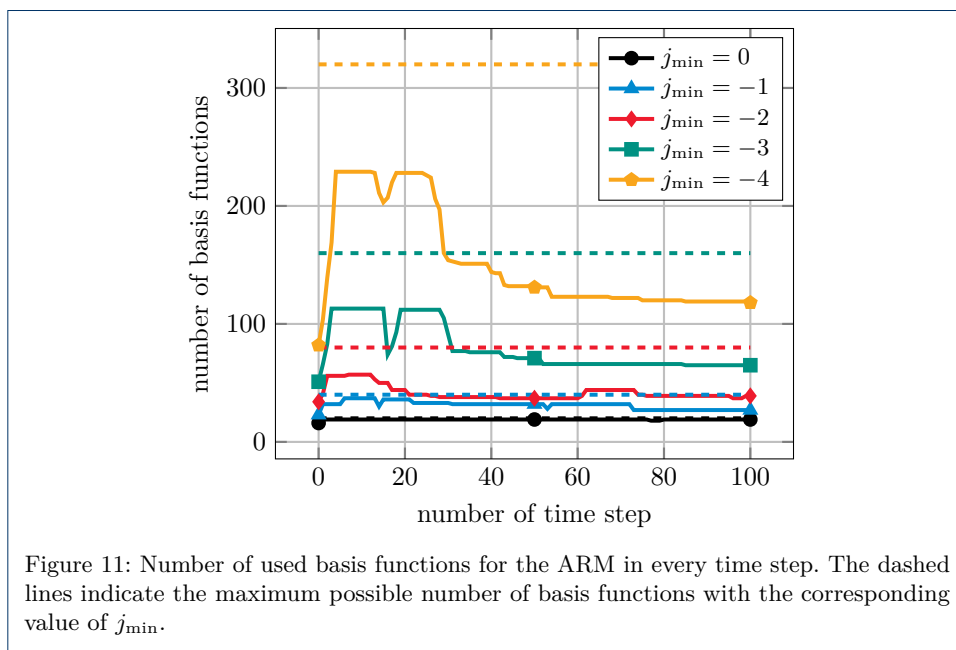 number of basis functions
300
200
100
0
0 20 40 60 80 100
number of time step
j_min = 0
j_min = −1
j_min = −2
j_min = −3
j_min = −4
Figure 11: Number of used basis functions for the ARM in every time step. The dashed
lines indicate the maximum possible number of basis functions with the corresponding
value of j_min.